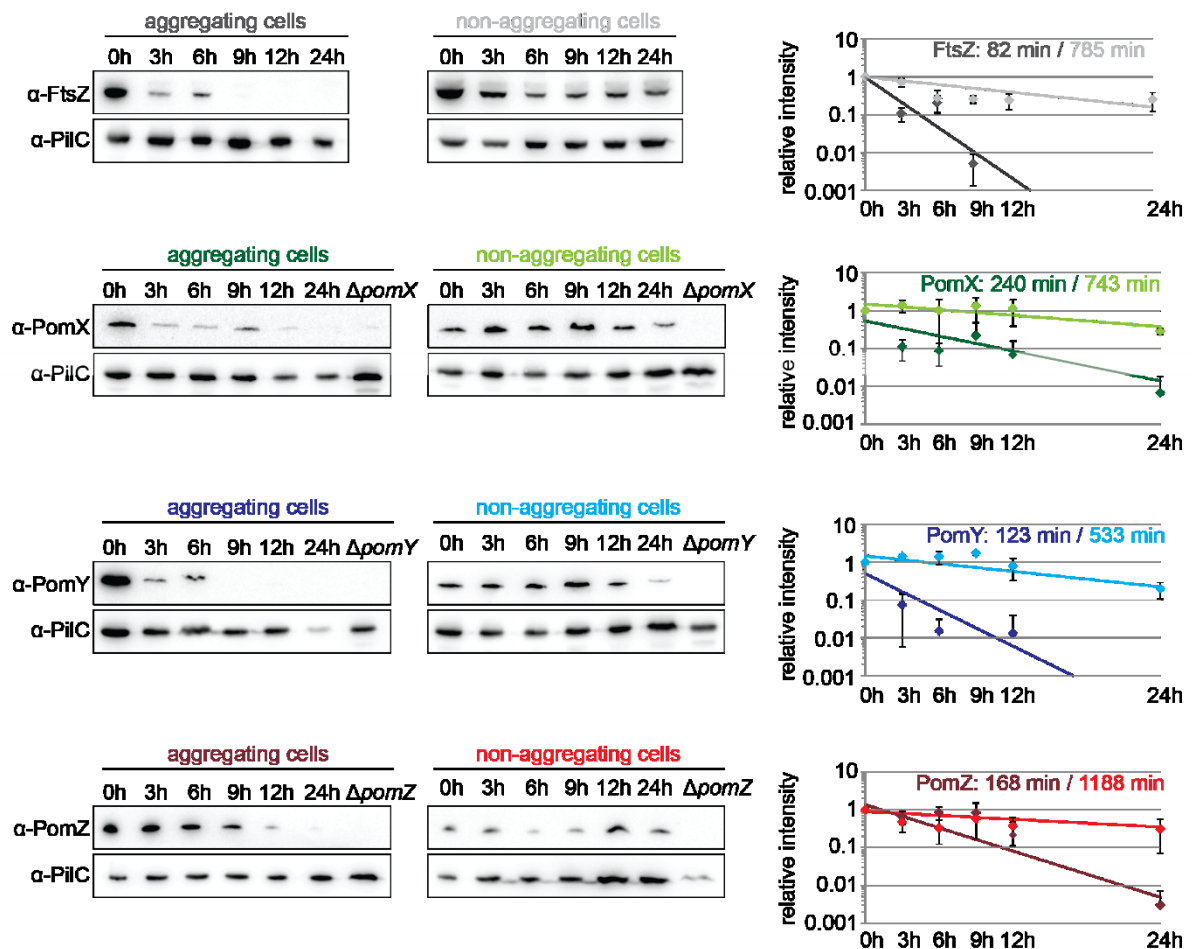 aggregating cells
0h 3h 6h 9h 12h 24h
α-FtsZ
α-PilC
non-aggregating cells
0h 3h 6h 9h 12h 24h
FtsZ: 82 min / 785 min
relative intensity
10
1
0.1
0.01
0.001
0h 3h 6h 9h 12h 24h
aggregating cells
0h 3h 6h 9h 12h 24h ΔpomX
α-PomX
α-PilC
non-aggregating cells
0h 3h 6h 9h 12h 24h ΔpomX
PomX: 240 min / 743 min
relative intensity
10
1
0.1
0.01
0.001
0h 3h 6h 9h 12h 24h
aggregating cells
0h 3h 6h 9h 12h 24h ΔpomY
α-PomY
α-PilC
non-aggregating cells
0h 3h 6h 9h 12h 24h ΔpomY
PomY: 123 min / 533 min
relative intensity
10
1
0.1
0.01
0.001
0h 3h 6h 9h 12h 24h
aggregating cells
0h 3h 6h 9h 12h 24h ΔpomZ
α-PomZ
α-PilC
non-aggregating cells
0h 3h 6h 9h 12h 24h ΔpomZ
PomZ: 168 min / 1188 min
relative intensity
10
1
0.1
0.01
0.001
0h 3h 6h 9h 12h 24h